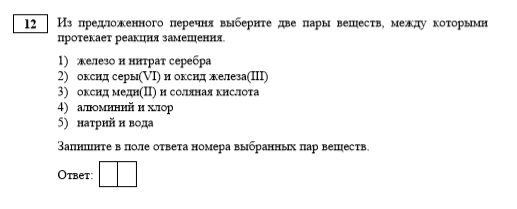 12
Из предложенного перечня выберите две пары веществ, между которыми
протекает реакция замещения.
1) железо и нитрат серебра
2) оксид серы(VI) и оксид железа(III)
3) оксид меди(II) и соляная кислота
4) алюминий и хлор
5) натрий и вода
Запишите в поле ответа номера выбранных пар веществ.
Ответ: